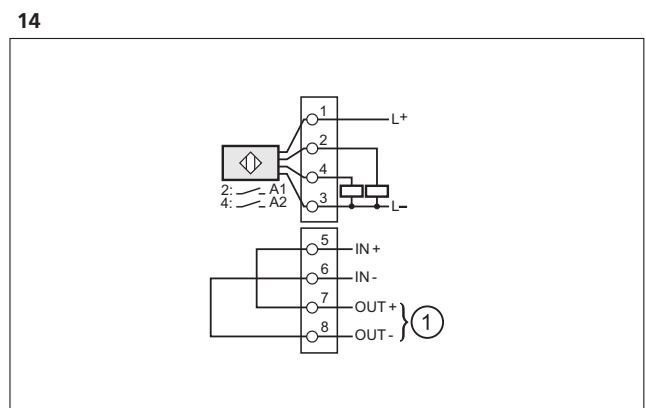 14
1 L+
2
4
2: A1
4: A2
3 L-
5 IN+
6 IN-
7 OUT+
1
8 OUT-